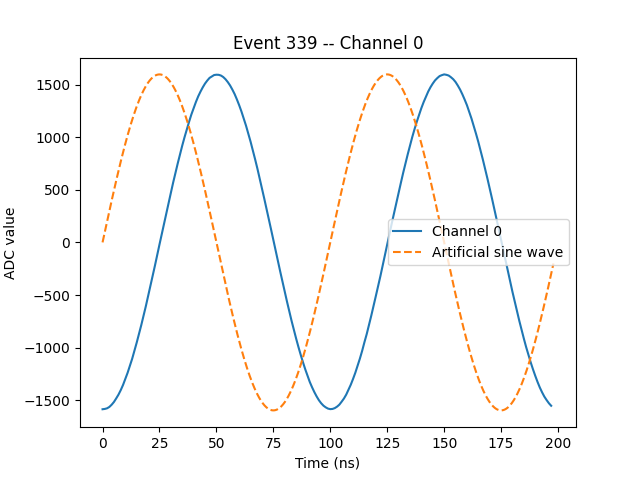 Event 339 -- Channel 0
ADC value
1500
1000
500
0
−500
−1000
−1500
Channel 0
Artificial sine wave
0 25 50 75 100 125 150 175 200
Time (ns)